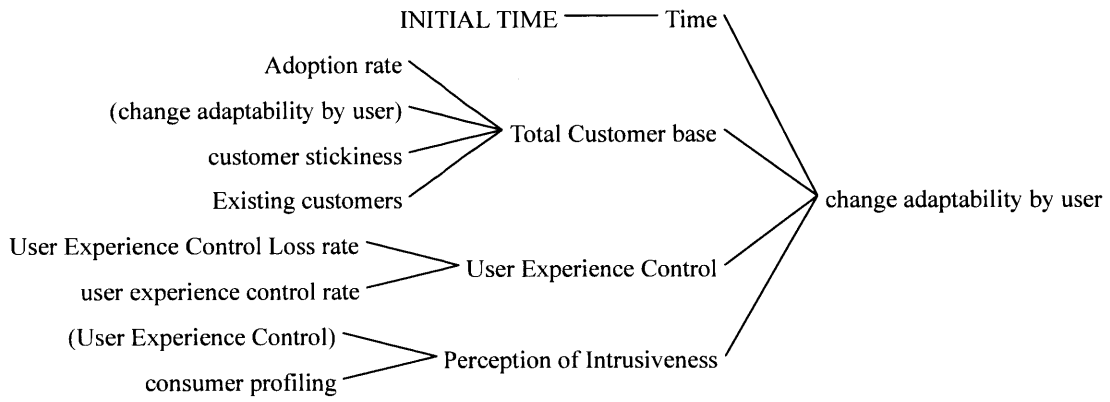 INITIAL TIME
Time
Adoption rate
(change adaptability by user)
customer stickiness
Existing customers
Total Customer base
change adaptability by user
User Experience Control Loss rate
user experience control rate
User Experience Control
(User Experience Control)
consumer profiling
Perception of Intrusiveness